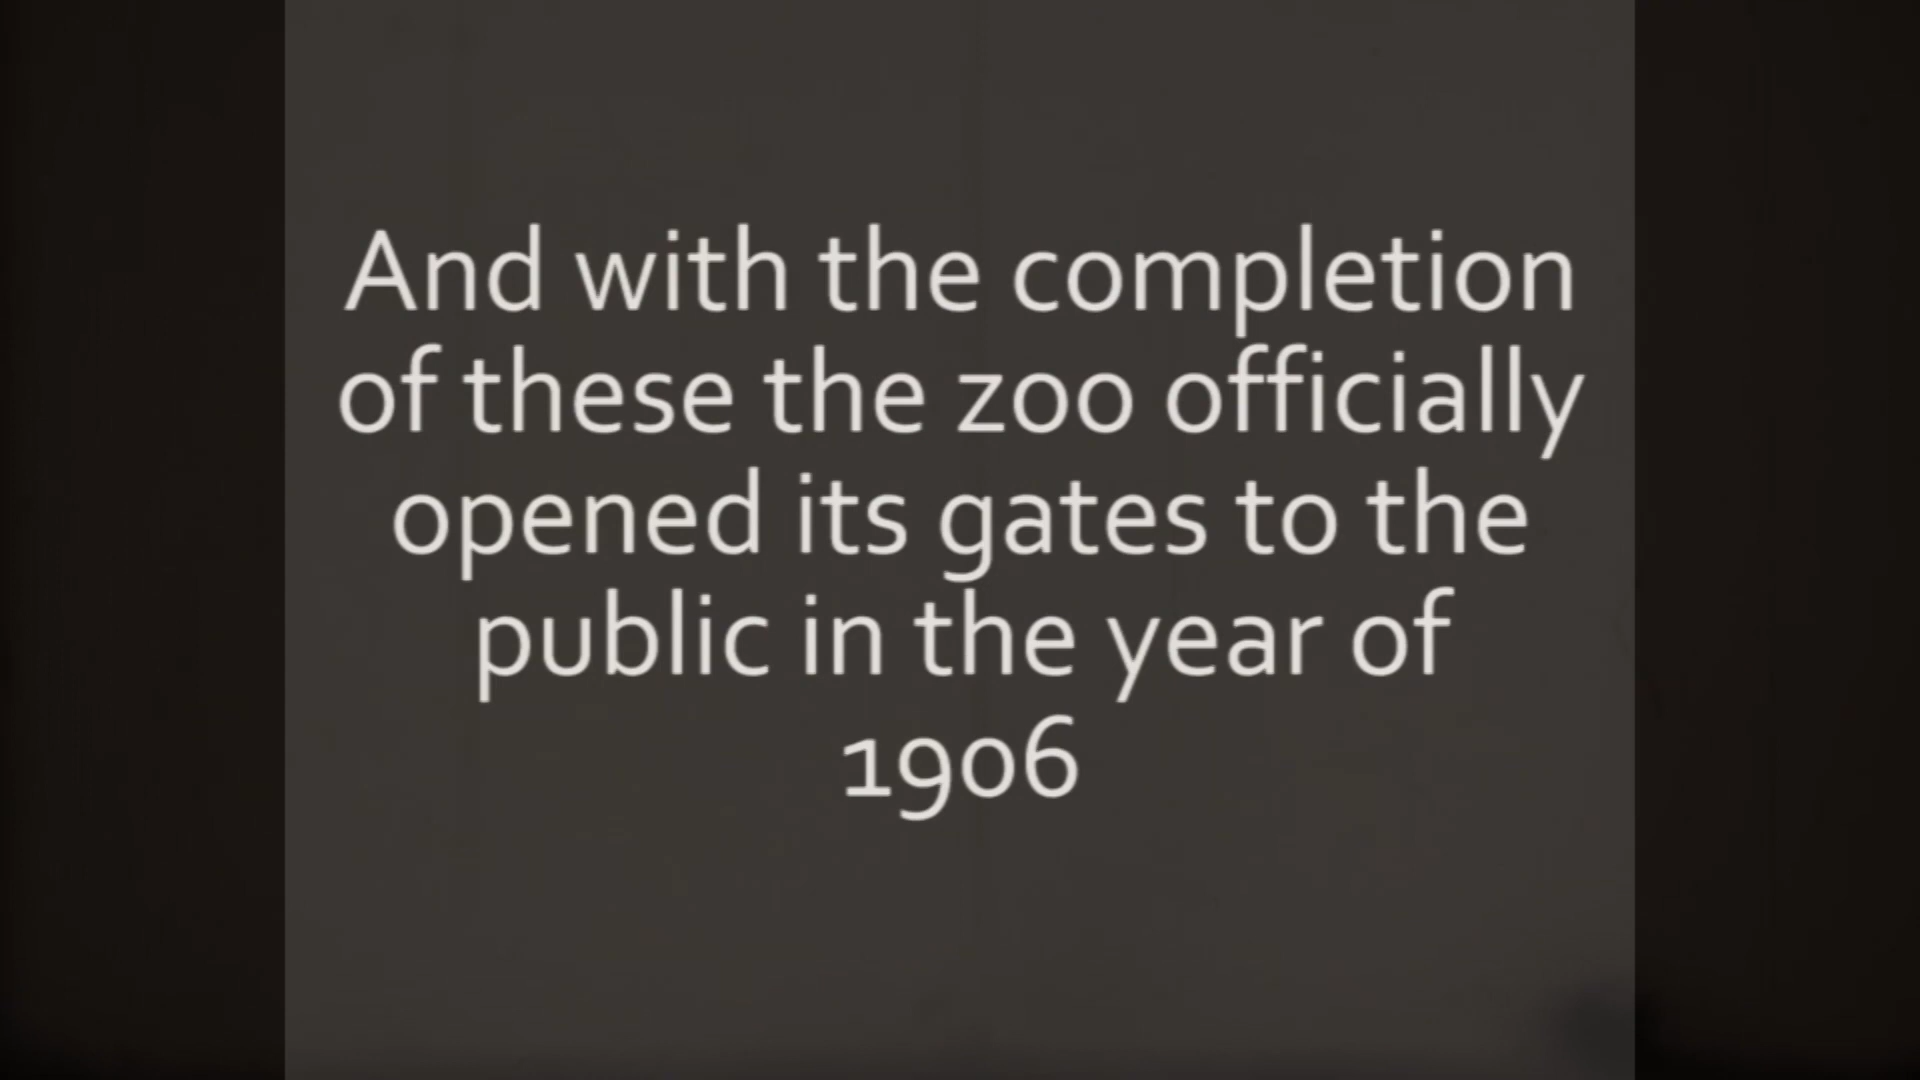 And with the completion
of these the zoo officially
opened its gates to the
public in the year of
1906